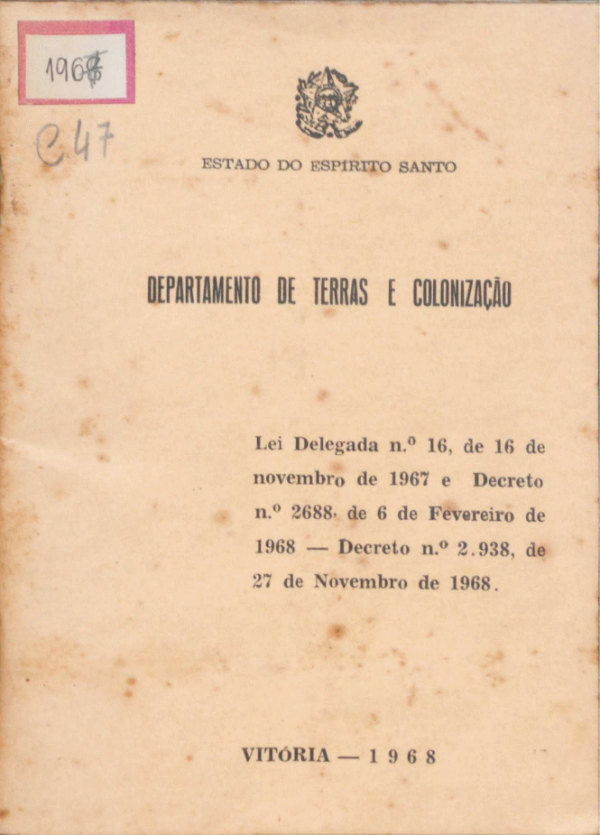 1968
C.47
ESTADO DO ESPÍRITO SANTO
DEPARTAMENTO DE TERRAS E COLONIZAÇÃO
Lei Delegada n.º 16, de 16 de
novembro de 1967 e Decreto
n.º 2688, de 6 de Fevereiro de
1968 — Decreto n.º 2.938, de
27 de Novembro de 1968.
VITÓRIA — 1 9 6 8